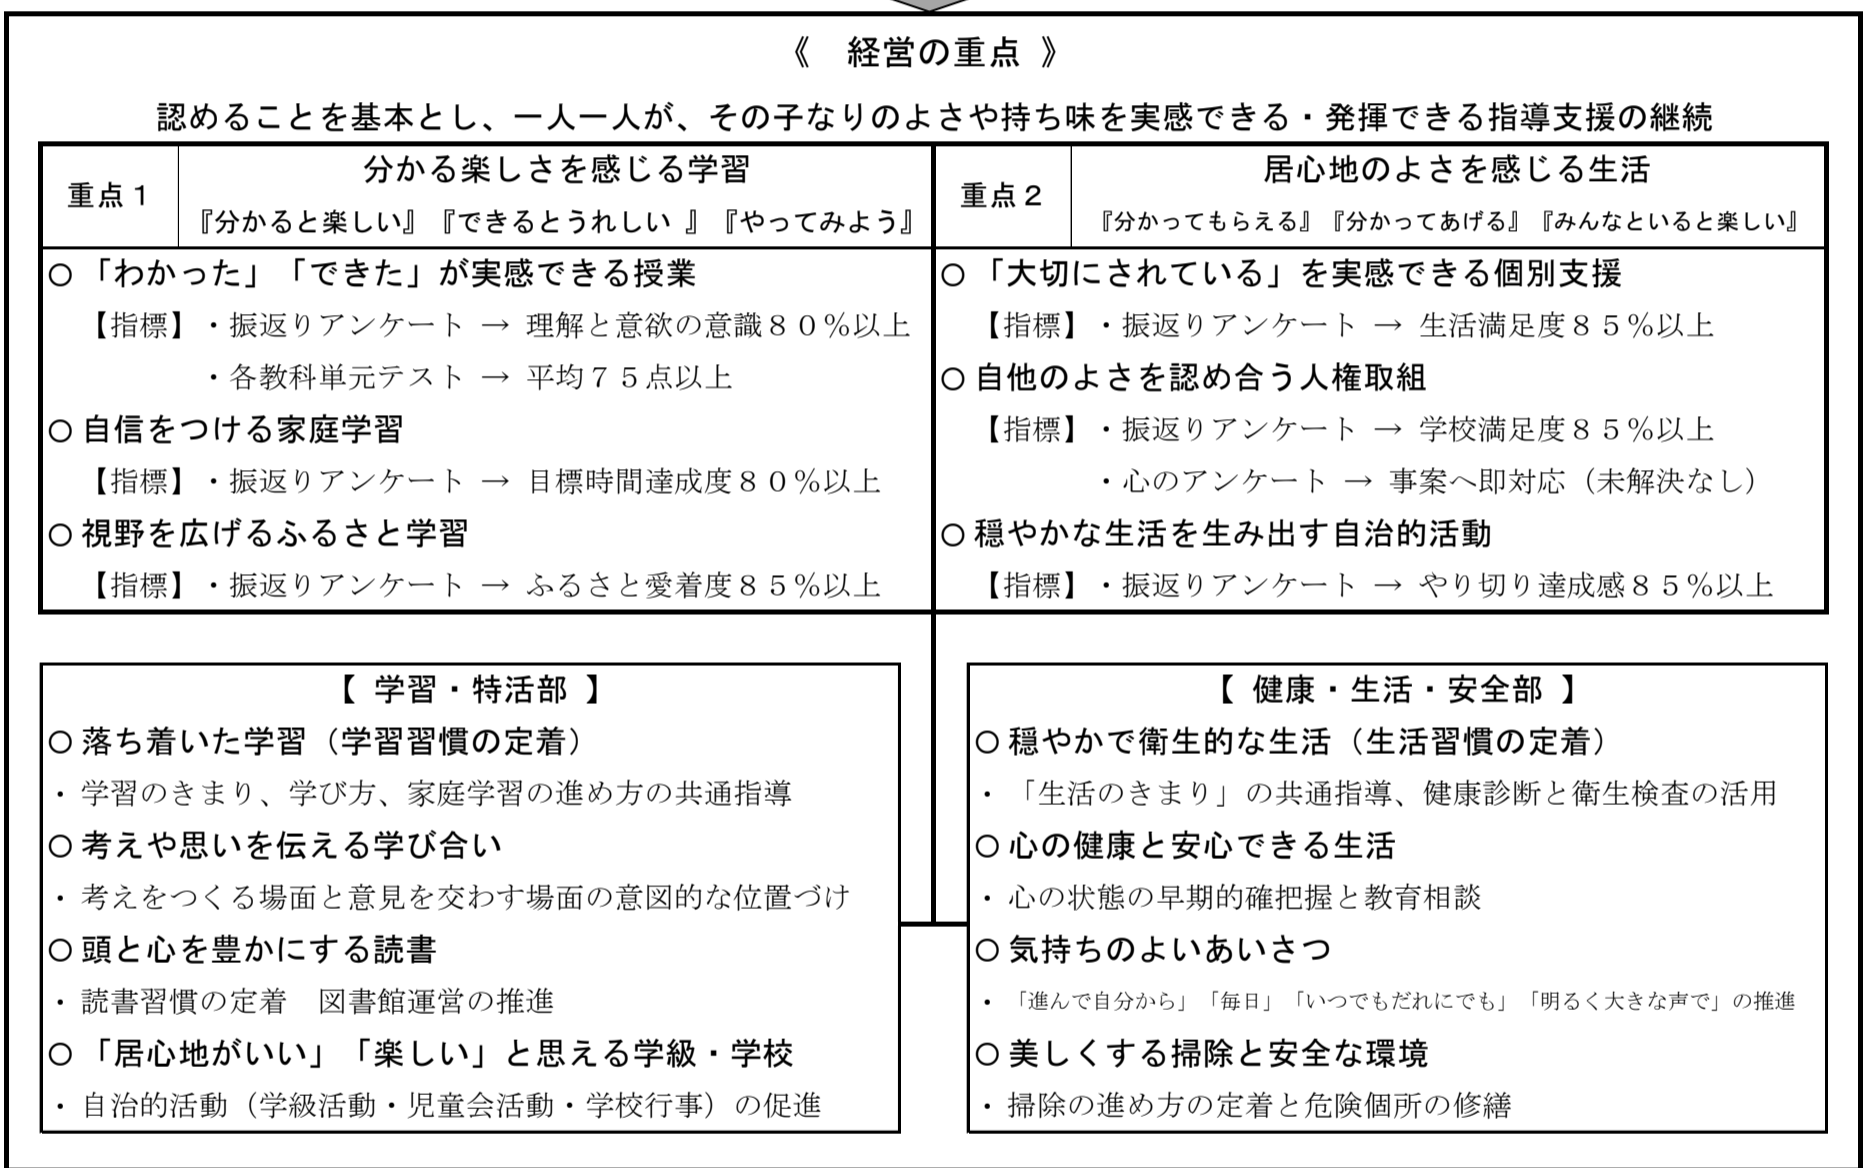 《　経営の重点 》
認めることを基本とし、一人一人が、その子なりのよさや持ち味を実感できる・発揮できる指導支援の継続
重点１
分かる楽しさを感じる学習
『分かると楽しい』『できるとうれしい 』『やってみよう』
○「わかった」「できた」が実感できる授業
【指標】・振返りアンケート → 理解と意欲の意識８０％以上
・各教科単元テスト → 平均７５点以上
○自信をつける家庭学習
【指標】・振返りアンケート → 目標時間達成度８０％以上
○視野を広げるふるさと学習
【指標】・振返りアンケート → ふるさと愛着度８５％以上
重点２
居心地のよさを感じる生活
『分かってもらえる』『分かってあげる』『みんなといると楽しい』
○「大切にされている」を実感できる個別支援
【指標】・振返りアンケート → 生活満足度８５％以上
○自他のよさを認め合う人権取組
【指標】・振返りアンケート → 学校満足度８５％以上
・心のアンケート → 事案へ即対応（未解決なし）
○穏やかな生活を生み出す自治的活動
【指標】・振返りアンケート → やり切り達成感８５％以上
【 学習・特活部 】
○落ち着いた学習（学習習慣の定着）
・学習のきまり、学び方、家庭学習の進め方の共通指導
○考えや思いを伝える学び合い
・考えをつくる場面と意見を交わす場面の意図的な位置づけ
○頭と心を豊かにする読書
・読書習慣の定着　図書館運営の推進
○「居心地がいい」「楽しい」と思える学級・学校
・自治的活動（学級活動・児童会活動・学校行事）の促進
【 健康・生活・安全部 】
○穏やかで衛生的な生活（生活習慣の定着）
・「生活のきまり」の共通指導、健康診断と衛生検査の活用
○心の健康と安心できる生活
・心の状態の早期的確把握と教育相談
○気持ちのよいあいさつ
・「進んで自分から」「毎日」「いつでもだれにでも」「明るく大きな声で」の推進
○美しくする掃除と安全な環境
・掃除の進め方の定着と危険個所の修繕